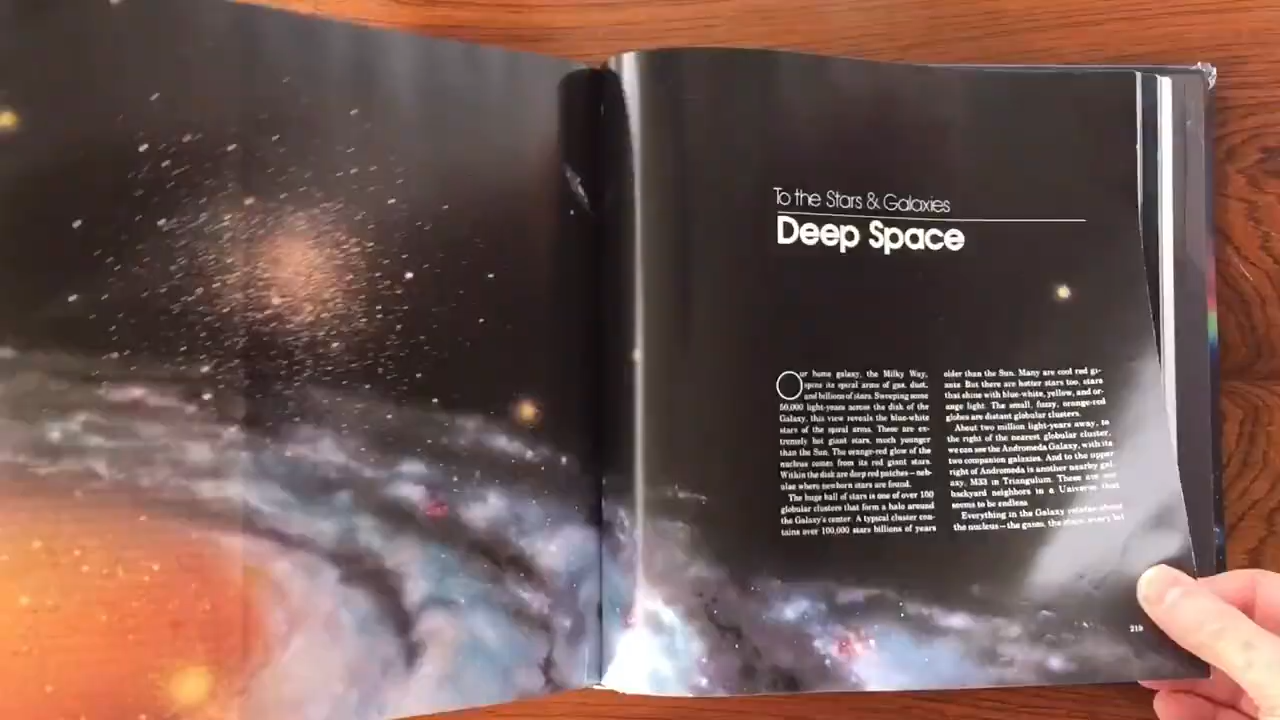 To the Stars & Galaxies
Deep Space
Our home galaxy, the Milky Way,
spins its spiral arms of gas, dust,
and billions of stars. Sweeping some
50,000 light-years across the disk of the
Galaxy, this view reveals the blue-white
stars of the spiral arms. These are ex-
tremely hot giant stars, much younger
than the Sun. The orange-red glow of the
nucleus comes from its red giant stars.
Within the disk are deep red patches—neb-
ulae where newborn stars are found.
The huge ball of stars is one of over 100
globular clusters that form a halo around
the Galaxy's center. A typical cluster con-
tains over 100,000 stars billions of years
older than the Sun. Many are cool red gi-
ants. But there are hotter stars too, stars
that shine with blue-white, yellow, and or-
ange light. The small, fuzzy, orange-red
globes are distant globular clusters.
About two million light-years away, to
the right of the nearest globular cluster,
we can see the Andromeda Galaxy, with its
two companion galaxies. And to the upper
right of Andromeda is another nearby gal-
axy, M33 in Triangulum. These are our
backyard neighbors in a Universe that
seems to be endless.
Everything in the Galaxy rotates about
the nucleus—the gases, the stars, every bit
219